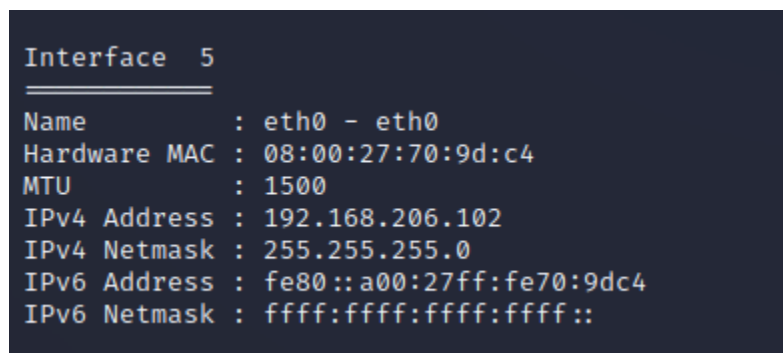 Interface  5
============
Name         : eth0 - eth0
Hardware MAC : 08:00:27:70:9d:c4
MTU          : 1500
IPv4 Address : 192.168.206.102
IPv4 Netmask : 255.255.255.0
IPv6 Address : fe80::a00:27ff:fe70:9dc4
IPv6 Netmask : ffff:ffff:ffff:ffff::